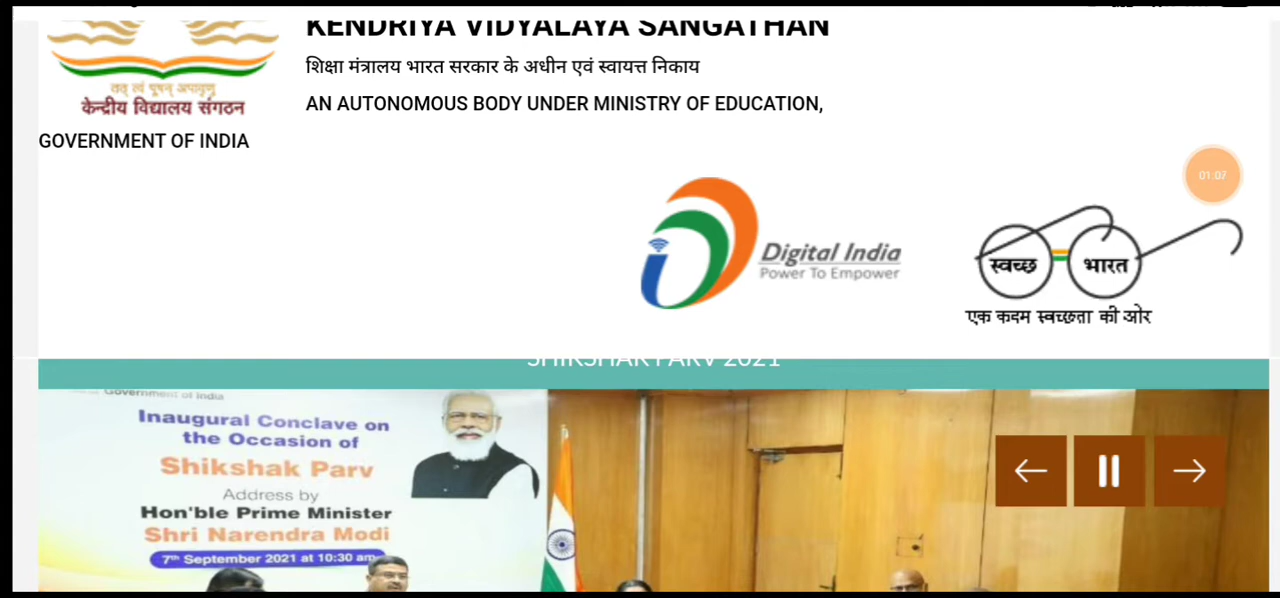 KENDRIYA VIDYALAYA SANGATHAN
शिक्षा मंत्रालय भारत सरकार के अधीन एवं स्वायत्त निकाय
तत् त्वं पूषन् अपावृणु
केन्द्रीय विद्यालय संगठन
AN AUTONOMOUS BODY UNDER MINISTRY OF EDUCATION,
GOVERNMENT OF INDIA
01:07
Digital India
Power To Empower
स्वच्छ भारत
एक कदम स्वच्छता की ओर
SHIKSHAK PARV 2021
Government of India
Inaugural Conclave on
the Occasion of
Shikshak Parv
Address by
Hon'ble Prime Minister
Shri Narendra Modi
7th September 2021 at 10:30 am